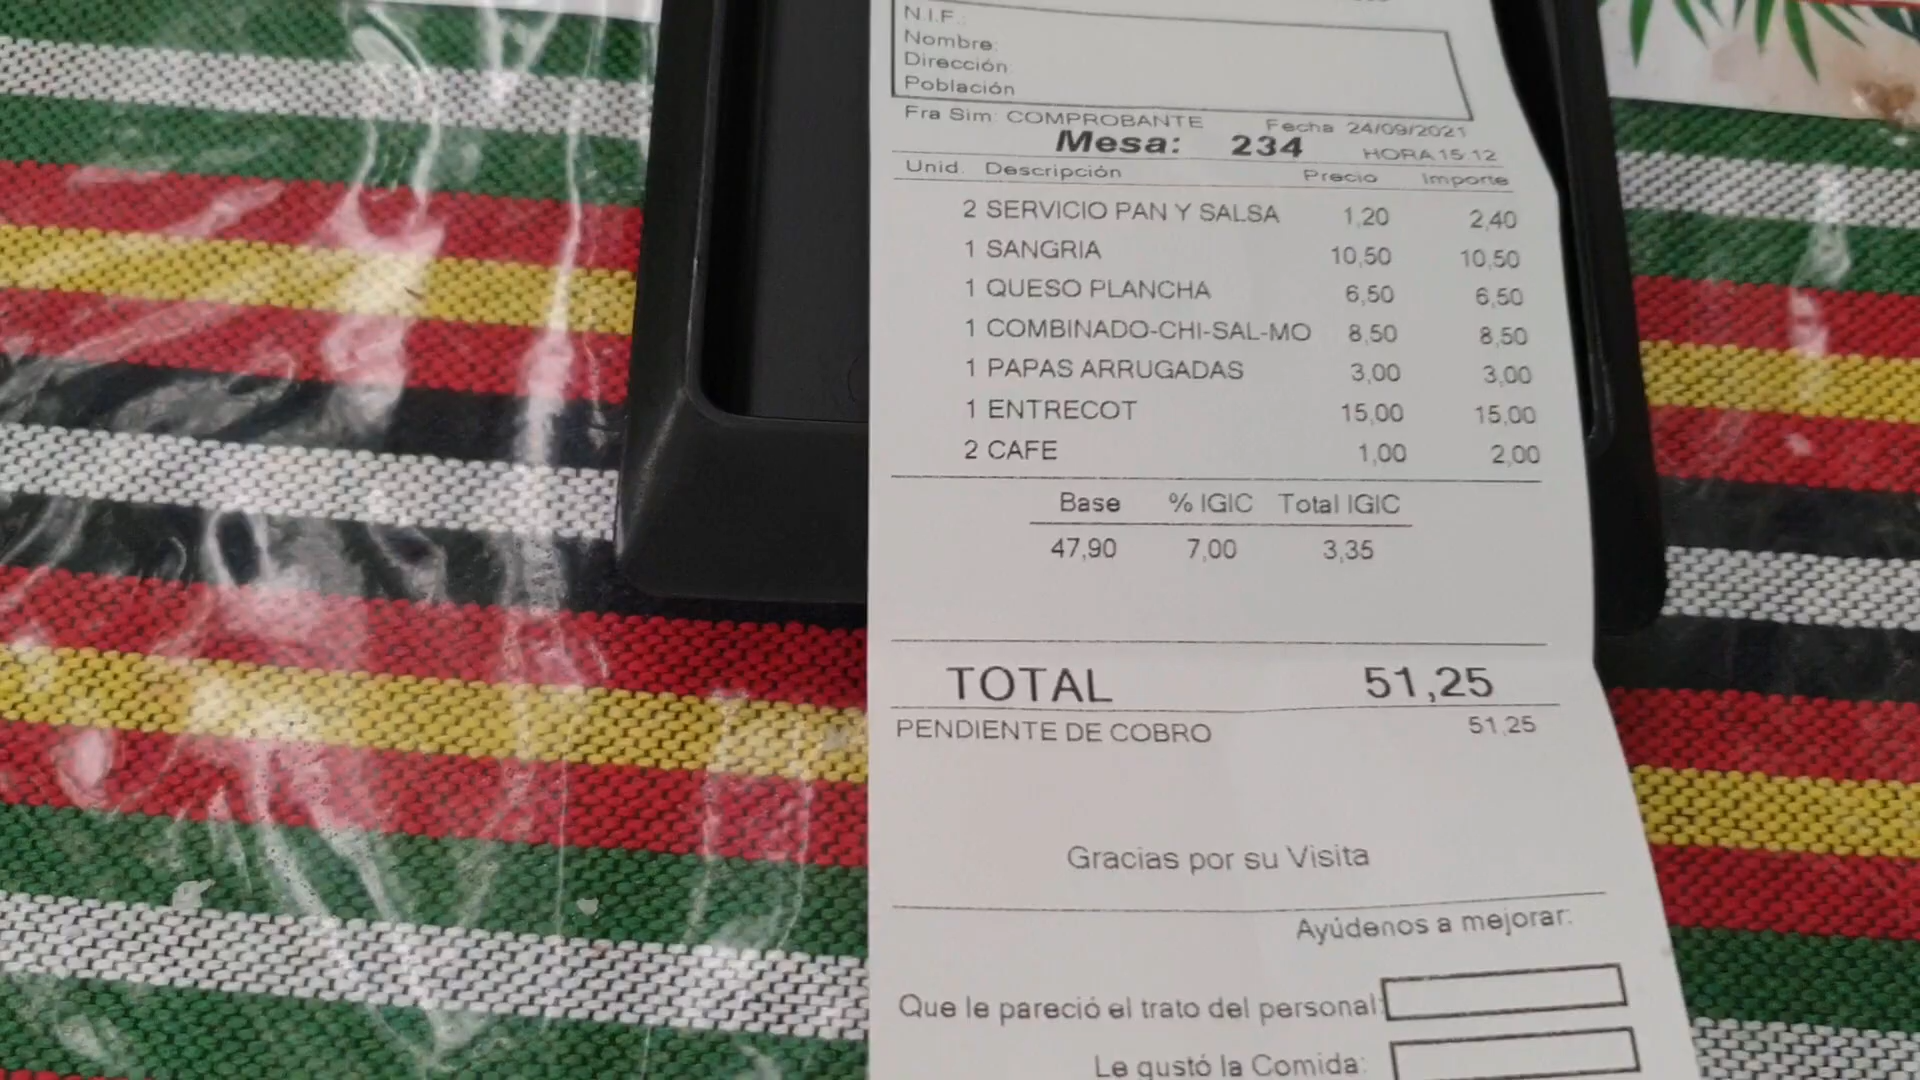 N.I.F.:
Nombre:
Dirección:
Población
Fra Sim: COMPROBANTE Fecha 24/09/2021
Mesa: 234 HORA 15:12
Unid. Descripción Precio Importe
2 SERVICIO PAN Y SALSA 1,20 2,40
1 SANGRIA 10,50 10,50
1 QUESO PLANCHA 6,50 6,50
1 COMBINADO-CHI-SAL-MO 8,50 8,50
1 PAPAS ARRUGADAS 3,00 3,00
1 ENTRECOT 15,00 15,00
2 CAFE 1,00 2,00
Base % IGIC Total IGIC
47,90 7,00 3,35
TOTAL 51,25
PENDIENTE DE COBRO 51,25
Gracias por su Visita
Ayúdenos a mejorar:
Que le pareció el trato del personal:
Le gustó la Comida: